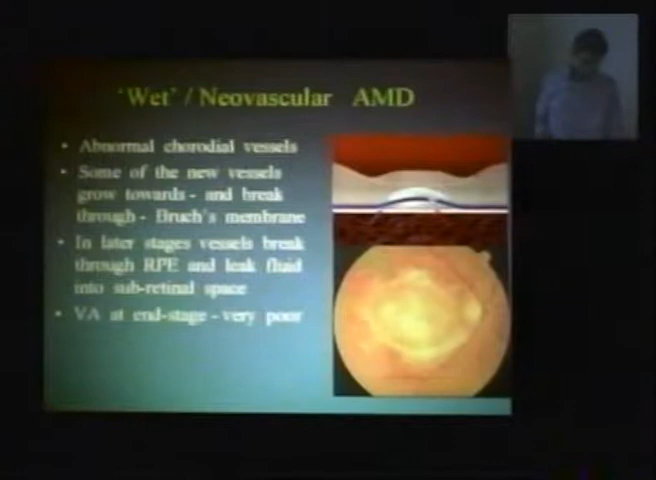 'Wet' / Neovascular AMD
• Abnormal chorodial vessels
• Some of the new vessels
grow towards - and break
through - Bruch's membrane
• In later stages vessels break
through RPE and leak fluid
into sub-retinal space
• VA at end-stage - very poor